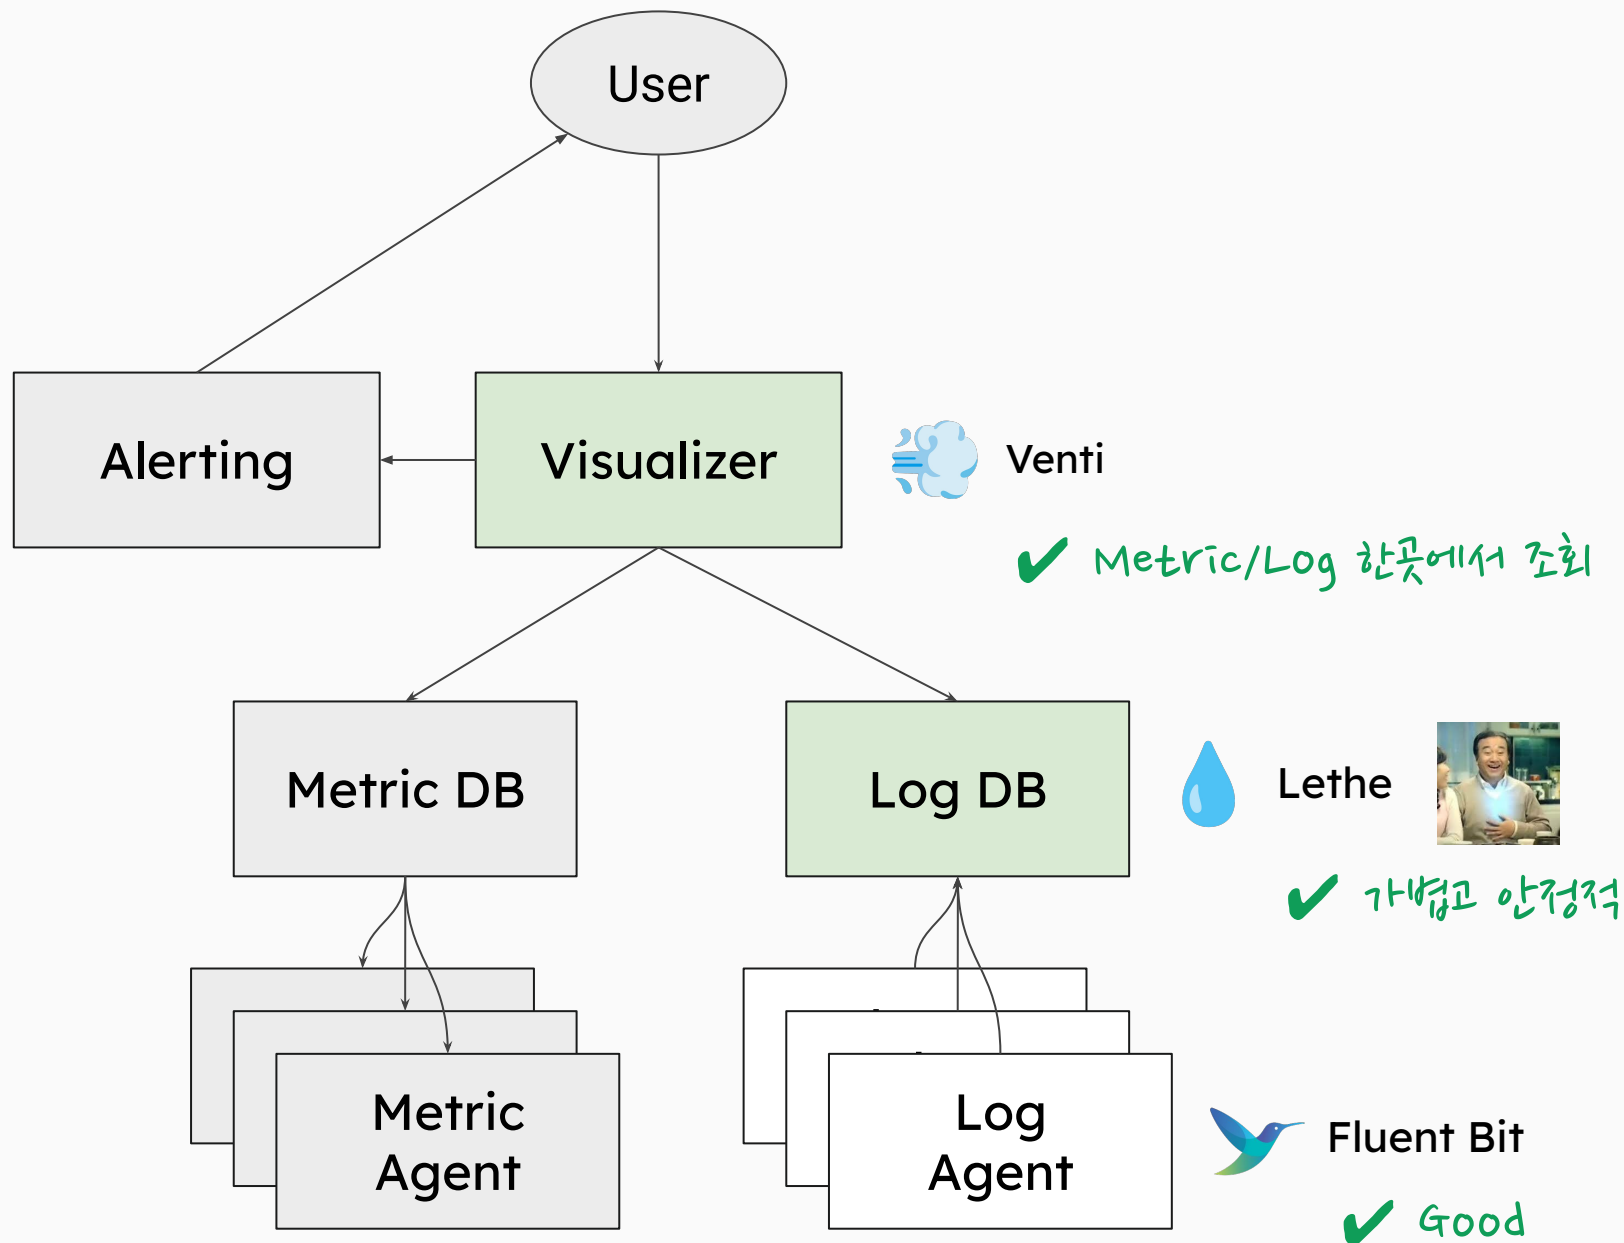 User
Alerting
Visualizer
Venti
✔ Metric/Log 한곳에서 조회
Metric DB
Log DB
Lethe
✔ 가볍고 안정적
Metric
Agent
Log
Agent
Fluent Bit
✔ Good